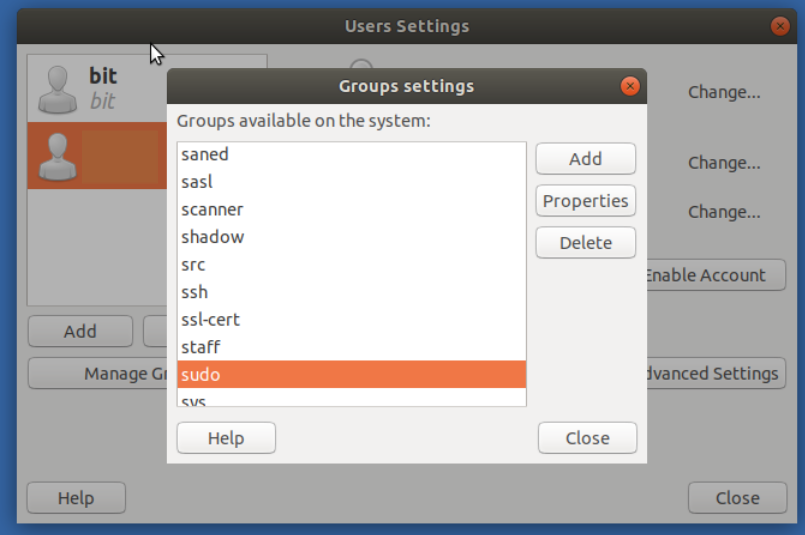 Users Settings
bit
bit
Change...
Change...
Change...
Enable Account
Add
Manage
dvanced Settings
Help
Close
Groups settings
Groups available on the system:
saned
sasl
scanner
shadow
src
ssh
ssl-cert
staff
sudo
sys
Add
Properties
Delete
Help
Close